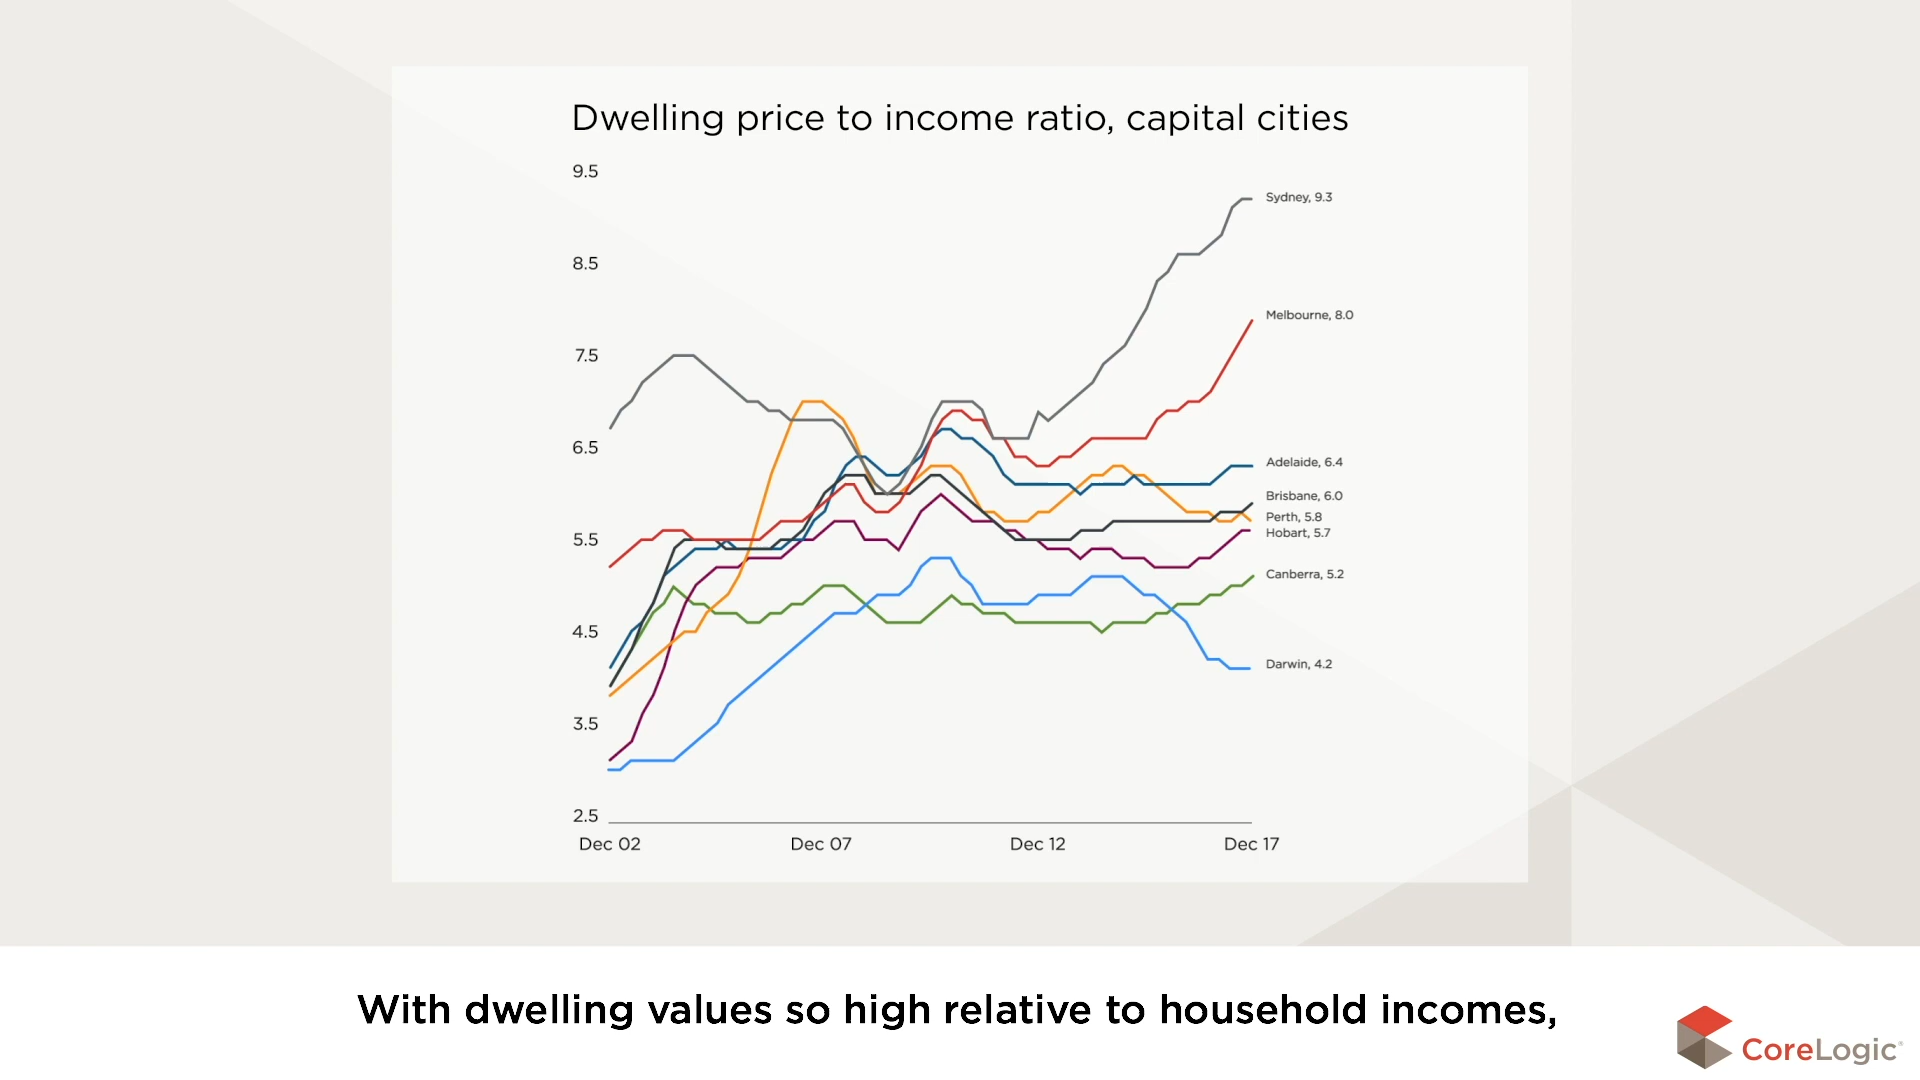 Dwelling price to income ratio, capital cities
9.5
8.5
7.5
6.5
5.5
4.5
3.5
2.5
Dec 02
Dec 07
Dec 12
Dec 17
Sydney, 9.3
Melbourne, 8.0
Adelaide, 6.4
Brisbane, 6.0
Perth, 5.8
Hobart, 5.7
Canberra, 5.2
Darwin, 4.2
With dwelling values so high relative to household incomes,
CoreLogic®